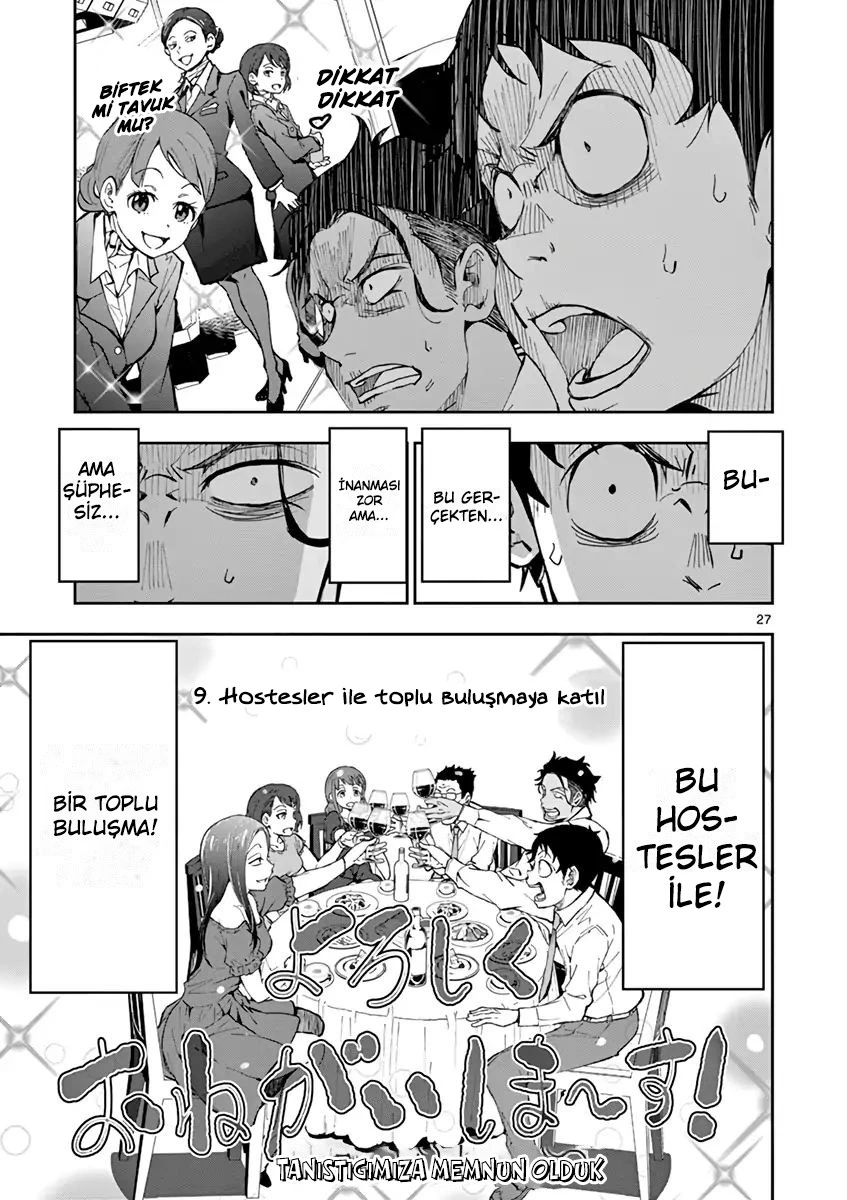 DİKKAT
DİKKAT
BİFTEK
Mİ TAVUK
MU?
BU-
BU GER-
ÇEKTEN...
İNANMASI
ZOR
AMA...
AMA
ŞÜPHE-
SİZ...
27
9. Hostesler ile toplu buluşmaya katıl
BU
HOS-
TESLER
İLE!
BİR TOPLU
BULUŞMA!
よろしく
おねがいしま～す!
TANISTIGIMIZA MEMNUN OLDUK